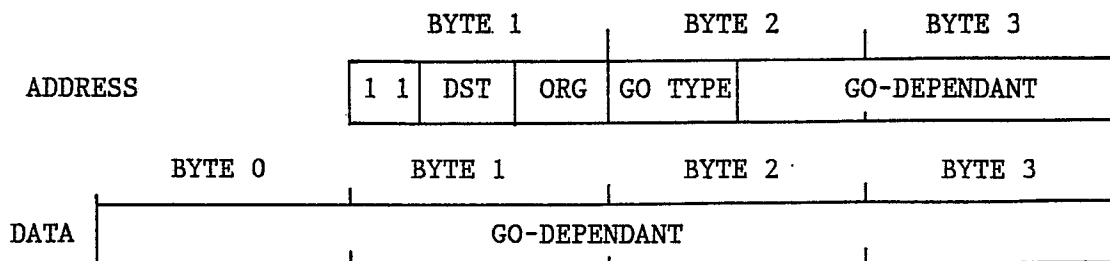 BYTE 1 BYTE 2 BYTE 3
ADDRESS 1 1 DST ORG GO TYPE GO-DEPENDANT
BYTE 0 BYTE 1 BYTE 2 BYTE 3
DATA GO-DEPENDANT